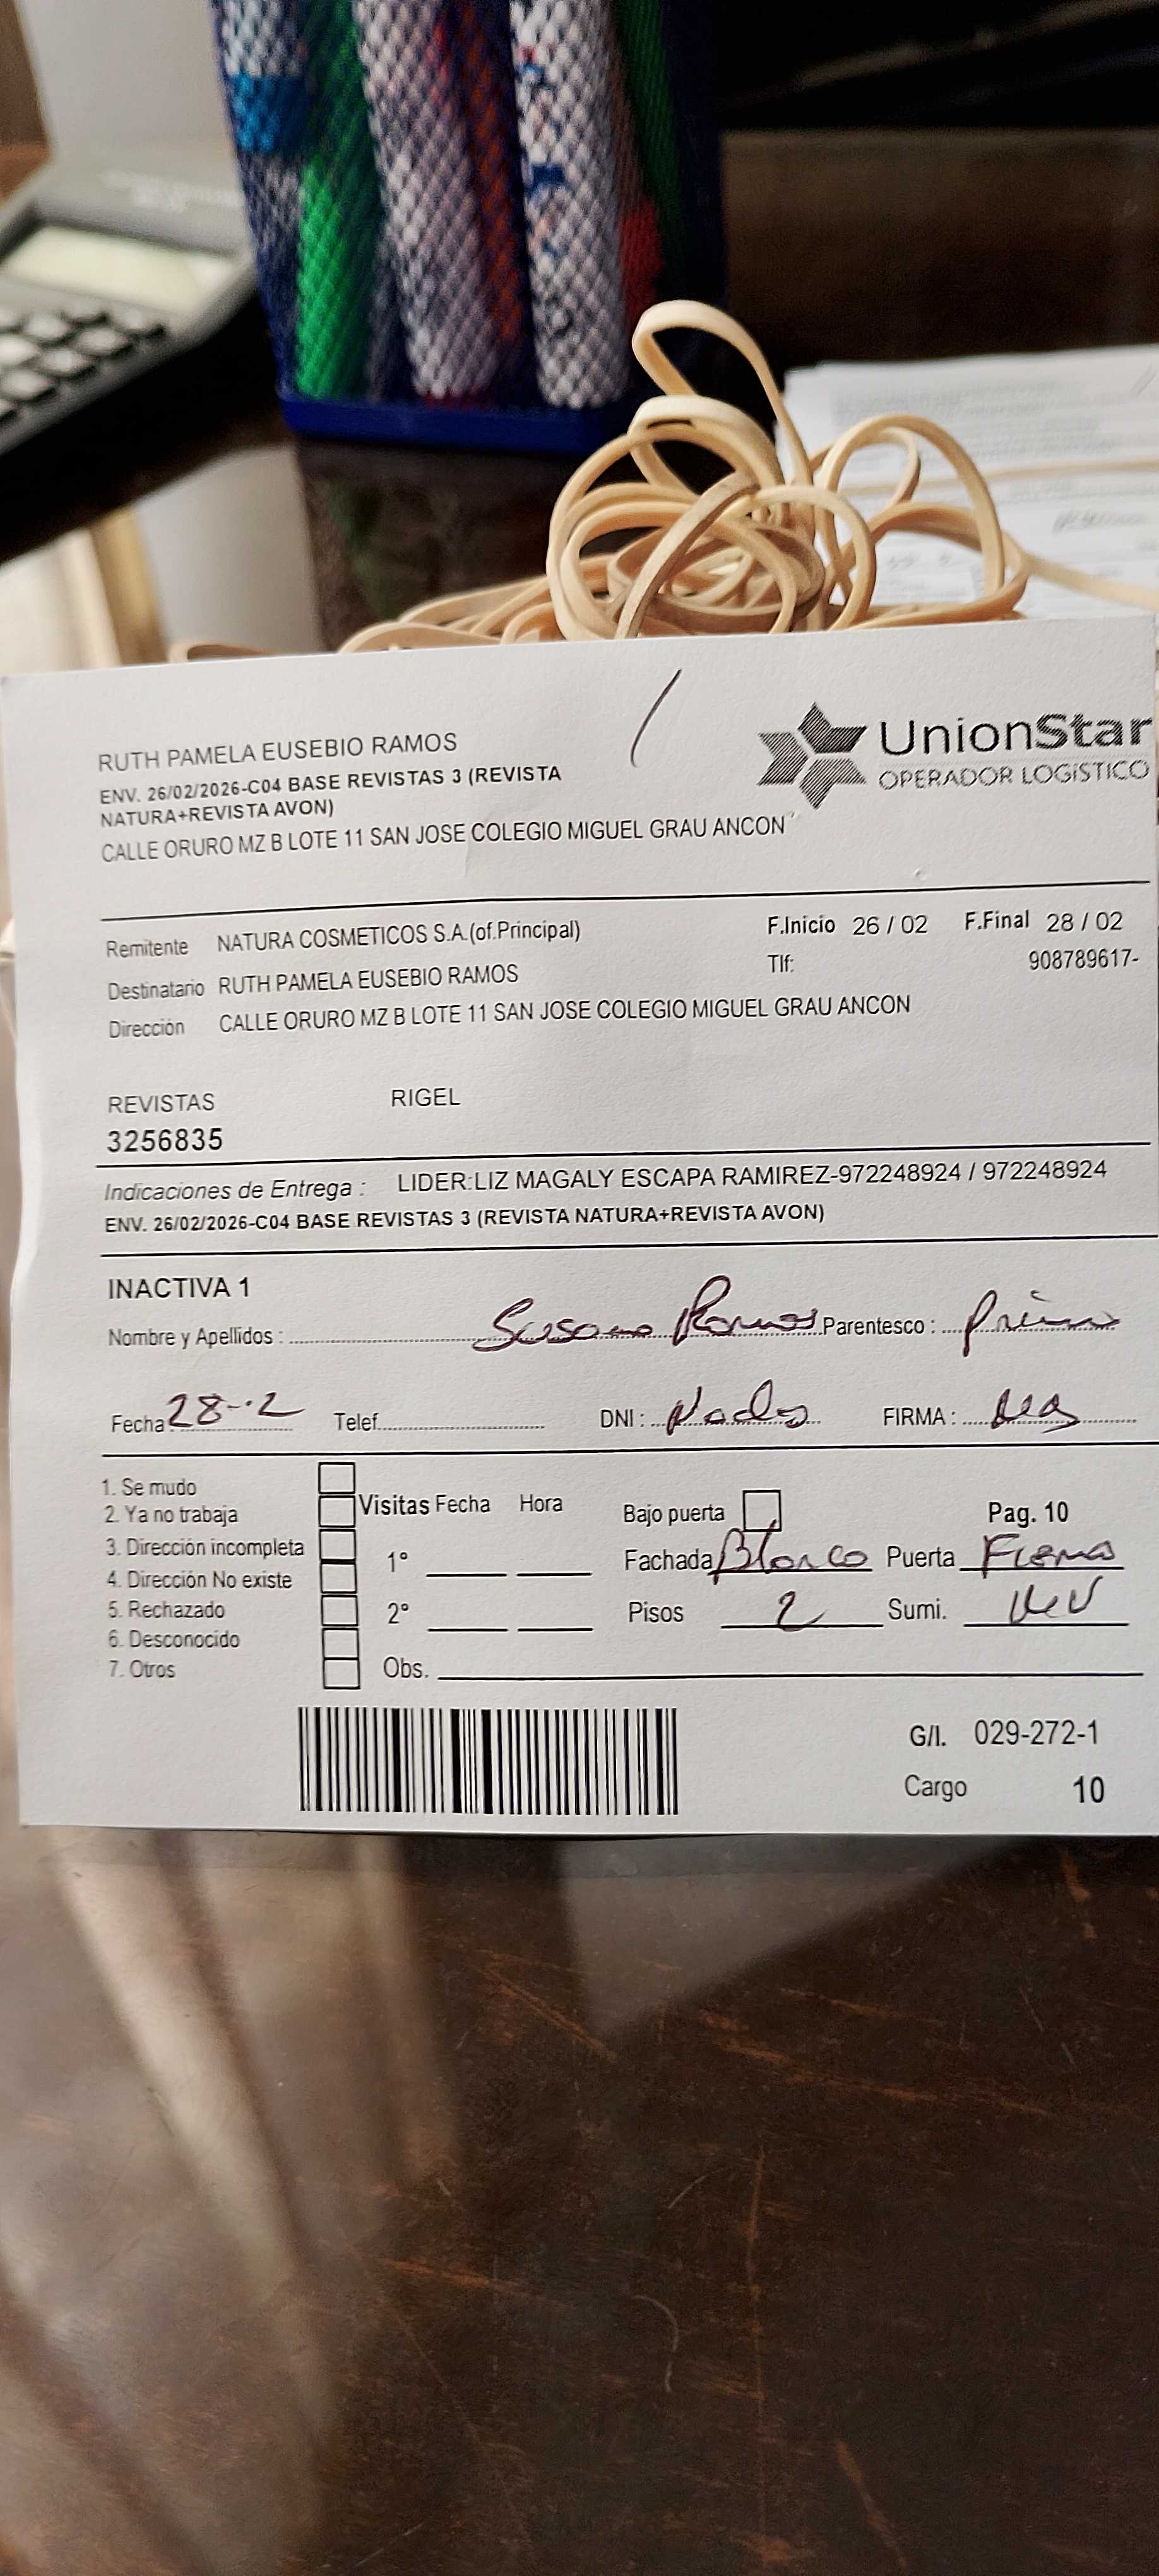 RUTH PAMELA EUSEBIO RAMOS
ENV. 26/02/2026-C04 BASE REVISTAS 3 (REVISTA
NATURA+REVISTA AVON)
CALLE ORURO MZ B LOTE 11 SAN JOSE COLEGIO MIGUEL GRAU ANCON
UnionStar
OPERADOR LOGÍSTICO
Remitente NATURA COSMETICOS S.A.(of.Principal) F.Inicio 26 / 02 F.Final 28 / 02
Destinatario RUTH PAMELA EUSEBIO RAMOS Tlf: 908789617-
Dirección CALLE ORURO MZ B LOTE 11 SAN JOSE COLEGIO MIGUEL GRAU ANCON
REVISTAS RIGEL
3256835
Indicaciones de Entrega : LIDER:LIZ MAGALY ESCAPA RAMIREZ-972248924 / 972248924
ENV. 26/02/2026-C04 BASE REVISTAS 3 (REVISTA NATURA+REVISTA AVON)
INACTIVA 1
Nombre y Apellidos : Susana Ramos Parentesco : Prima
Fecha 28-.2 Telef. DNI : FIRMA :
1. Se mudo
2. Ya no trabaja
3. Dirección incompleta
4. Dirección No existe
5. Rechazado
6. Desconocido
7. Otros
Visitas Fecha Hora
1°
2°
Obs.
Bajo puerta Pag. 10
Fachada Blanco Puerta
Pisos 2 Sumi.
G/I. 029-272-1
Cargo 10